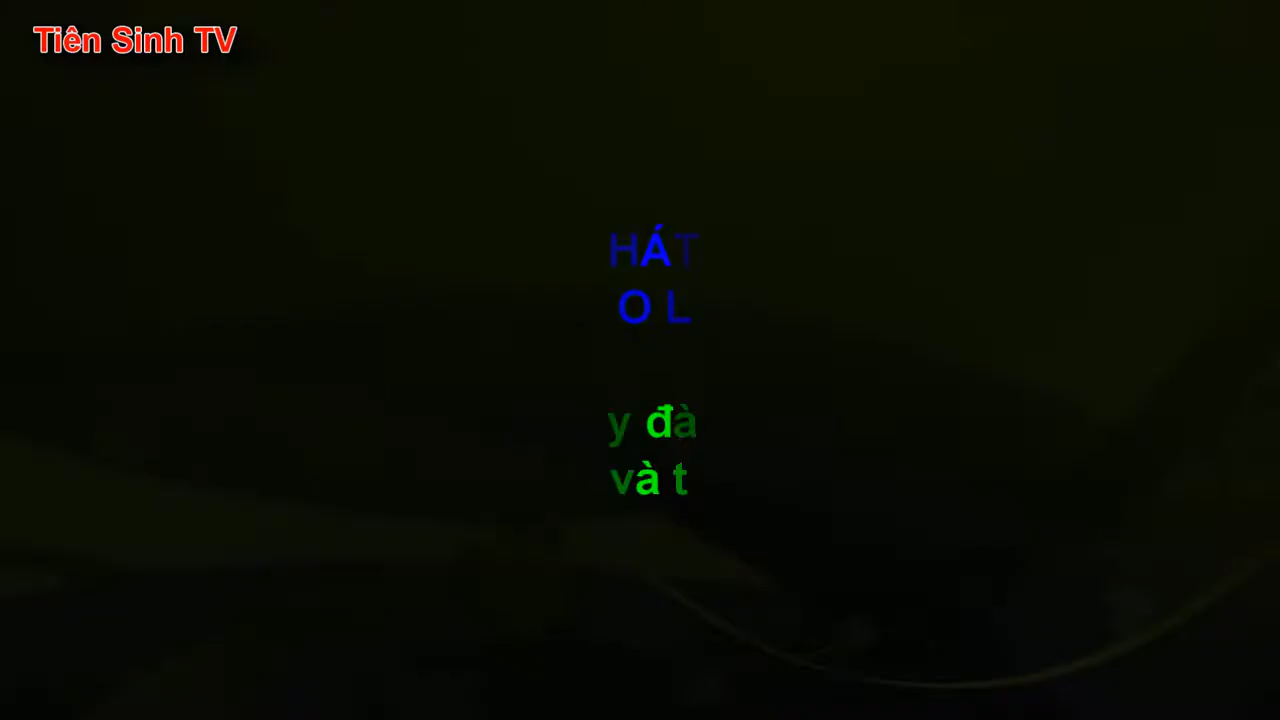 Tiên Sinh TV
HÁT
O L
y đà
và t